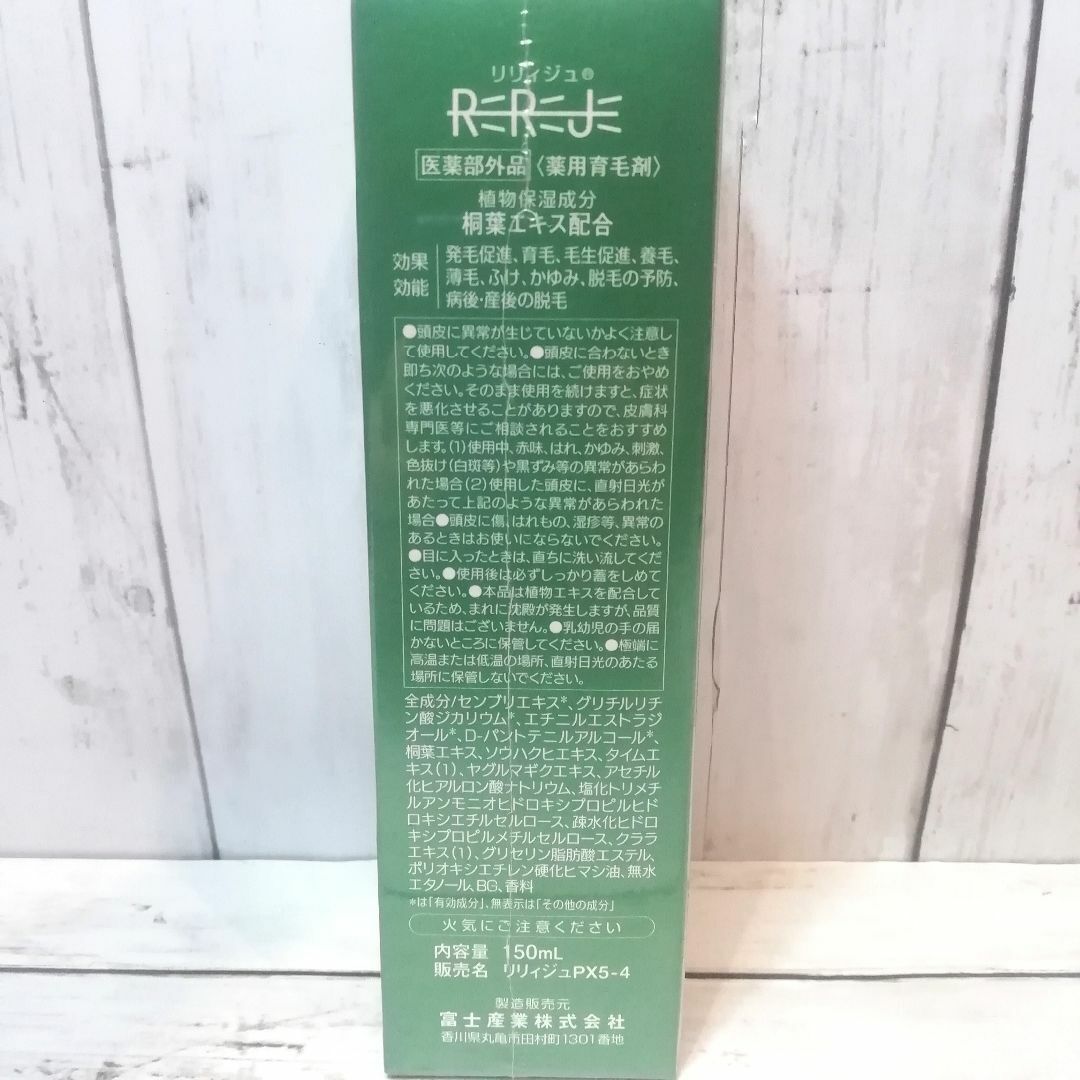 リリィジュ®
RRJ
医薬部外品 〈薬用育毛剤〉
植物保湿成分
桐葉エキス配合
効果
効能
発毛促進、育毛、毛生促進、養毛、
薄毛、ふけ、かゆみ、脱毛の予防、
病後・産後の脱毛
●頭皮に異常が生じていないかよく注意し
て使用してください。●頭皮に合わないとき
即ち次のような場合には、ご使用をおやめ
ください。そのまま使用を続けますと、症状
を悪化させることがありますので、皮膚科
専門医等にご相談されることをおすすめ
します。(1)使用中、赤味、はれ、かゆみ、刺激、
色抜け(白斑等)や黒ずみ等の異常があらわ
れた場合(2)使用した頭皮に、直射日光が
あたって上記のような異常があらわれた
場合●頭皮に傷、はれもの、湿疹等、異常の
あるときはお使いにならないでください。
●目に入ったときは、直ちに洗い流してくだ
さい。●使用後は必ずしっかり蓋をしめて
ください。●本品は植物エキスを配合して
いるため、まれに沈殿が発生しますが、品質
に問題はございません。●乳幼児の手の届
かないところに保管してください。●極端に
高温または低温の場所、直射日光のあたる
場所に保管しないでください。
全成分/センブリエキス*、グリチルリチ
ン酸ジカリウム*、エチニルエストラジ
オール*、D-パントテニルアルコール*、
桐葉エキス、ソウハクヒエキス、タイムエ
キス(1)、ヤグルマギクエキス、アセチル
化ヒアルロン酸ナトリウム、塩化トリメチ
ルアンモニオヒドロキシプロピルヒド
ロキシエチルセルロース、疎水化ヒドロ
キシプロピルメチルセルロース、クララ
エキス(1)、グリセリン脂肪酸エステル、
ポリオキシエチレン硬化ヒマシ油、無水
エタノール、BG、香料
*は「有効成分」、無表示は「その他の成分」
火気にご注意ください
内容量 150mL
販売名 リリィジュPX5-4
製造販売元
富士産業株式会社
香川県丸亀市田村町1301番地